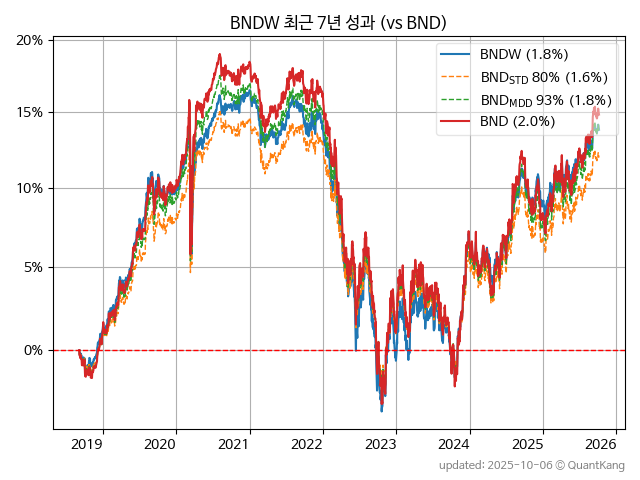 BNDW 최근 7년 성과 (vs BND)
20%
15%
10%
5%
0%
BNDW (1.8%)
BND_STD 80% (1.6%)
BND_MDD 93% (1.8%)
BND (2.0%)
2019 2020 2021 2022 2023 2024 2025 2026
updated: 2025-10-06 © QuantKang